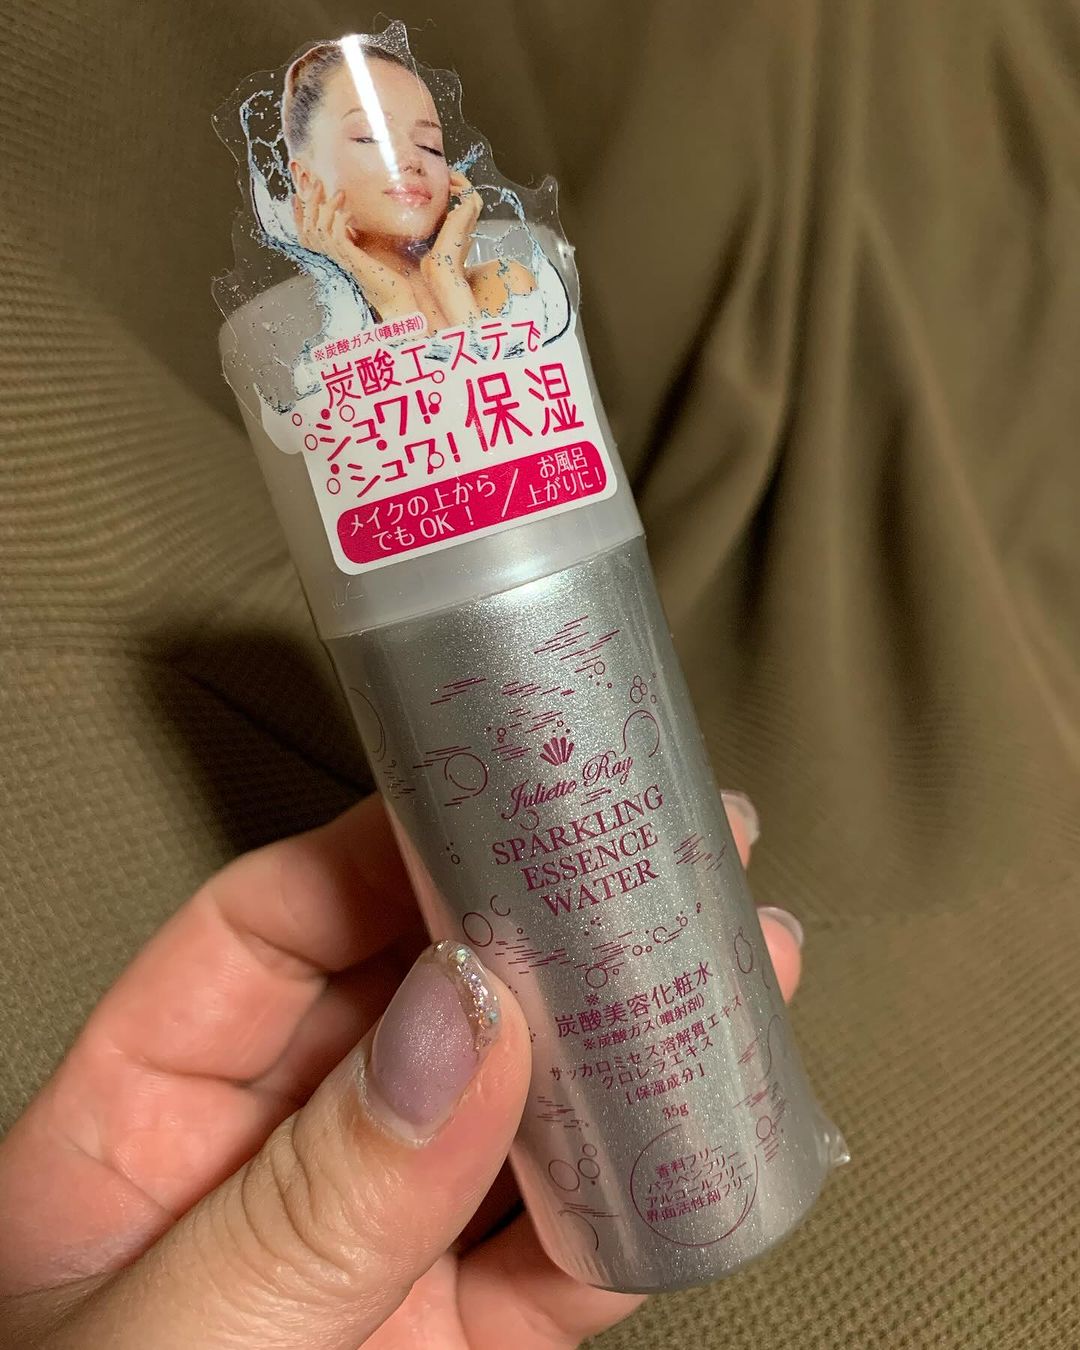 ※炭酸ガス(噴射剤)
炭酸エステで
シュワド
シュワ!
保湿
メイクの上から
でもOK!
お風呂
上がりに!
Juliette Ray
SPARKLING
ESSENCE
WATER
※
炭酸美容化粧水
※炭酸ガス(噴射剤)
サッカロミセス溶解質エキス
クロレラエキス
[保湿成分]
35g
香料フリー
パラベンフリー
アルコールフリー
界面活性剤フリー